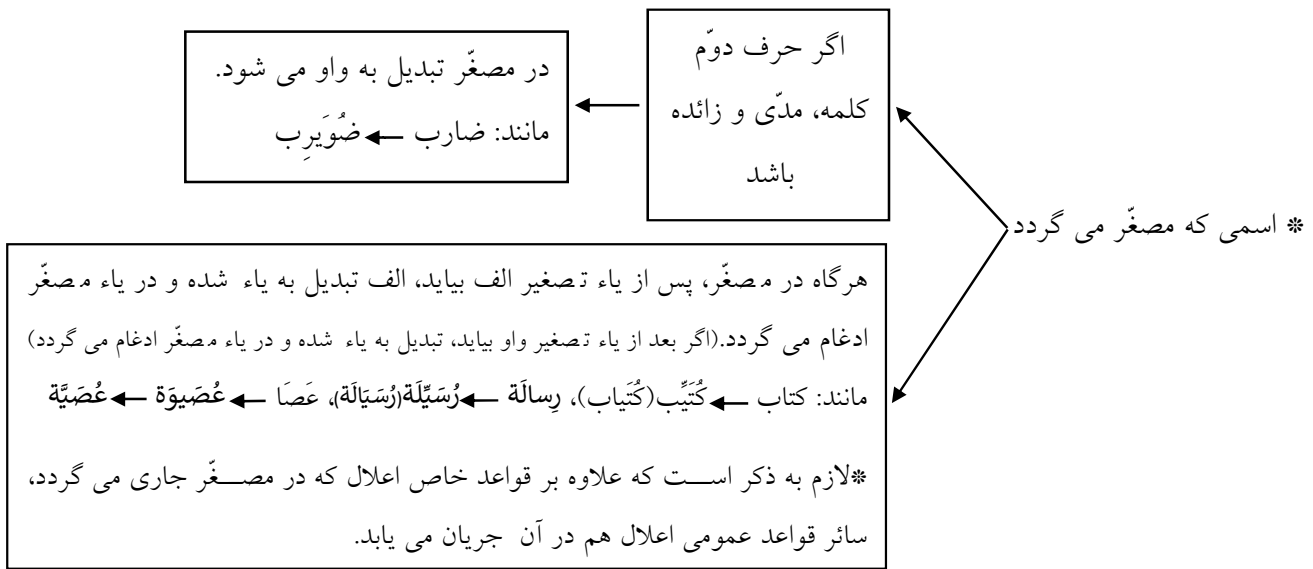 * اسمی که مصغّر می گردد
اگر حرف دوّم
کلمه، مدّی و زائده
باشد
در مصغّر تبدیل به واو می شود.
مانند: ضارب ← ضُوَیرِب
هرگاه در مصغّر، پس از یاء تصغیر الف بیاید، الف تبدیل به یاء شده و در یاء مصغّر
ادغام می گردد.(اگر بعد از یاء تصغیر واو بیاید، تبدیل به یاء شده و در یاء مصغّر ادغام می گردد)
مانند: کتاب ← کُتَیِّب(کُتَیاب)، رِسالَة ← رُسَیِّلَة(رُسَیَالَة)، عَصَا ← عُصَیوَة ← عُصَیَّة
*لازم به ذکر است که علاوه بر قواعد خاص اعلال که در مصغّر جاری می گردد،
سائر قواعد عمومی اعلال هم در آن جریان می یابد.